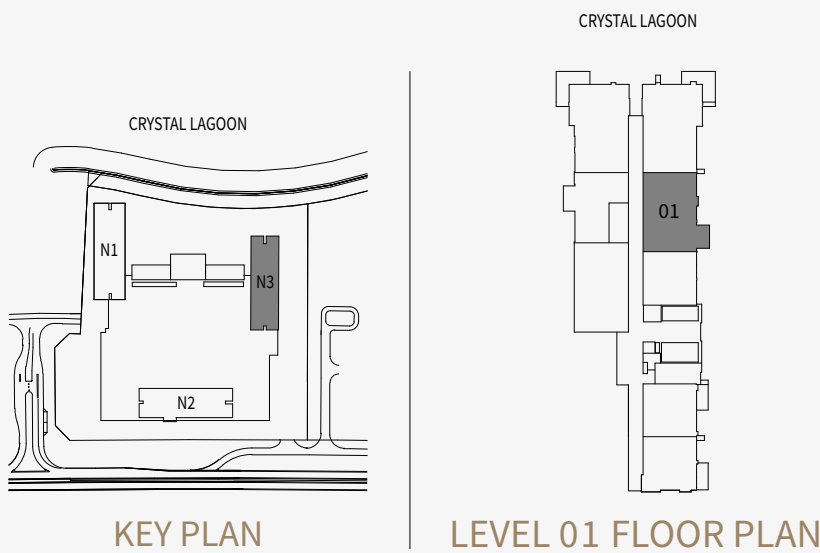 CRYSTAL LAGOON
N1
N3
N2
KEY PLAN
CRYSTAL LAGOON
01
LEVEL 01 FLOOR PLAN